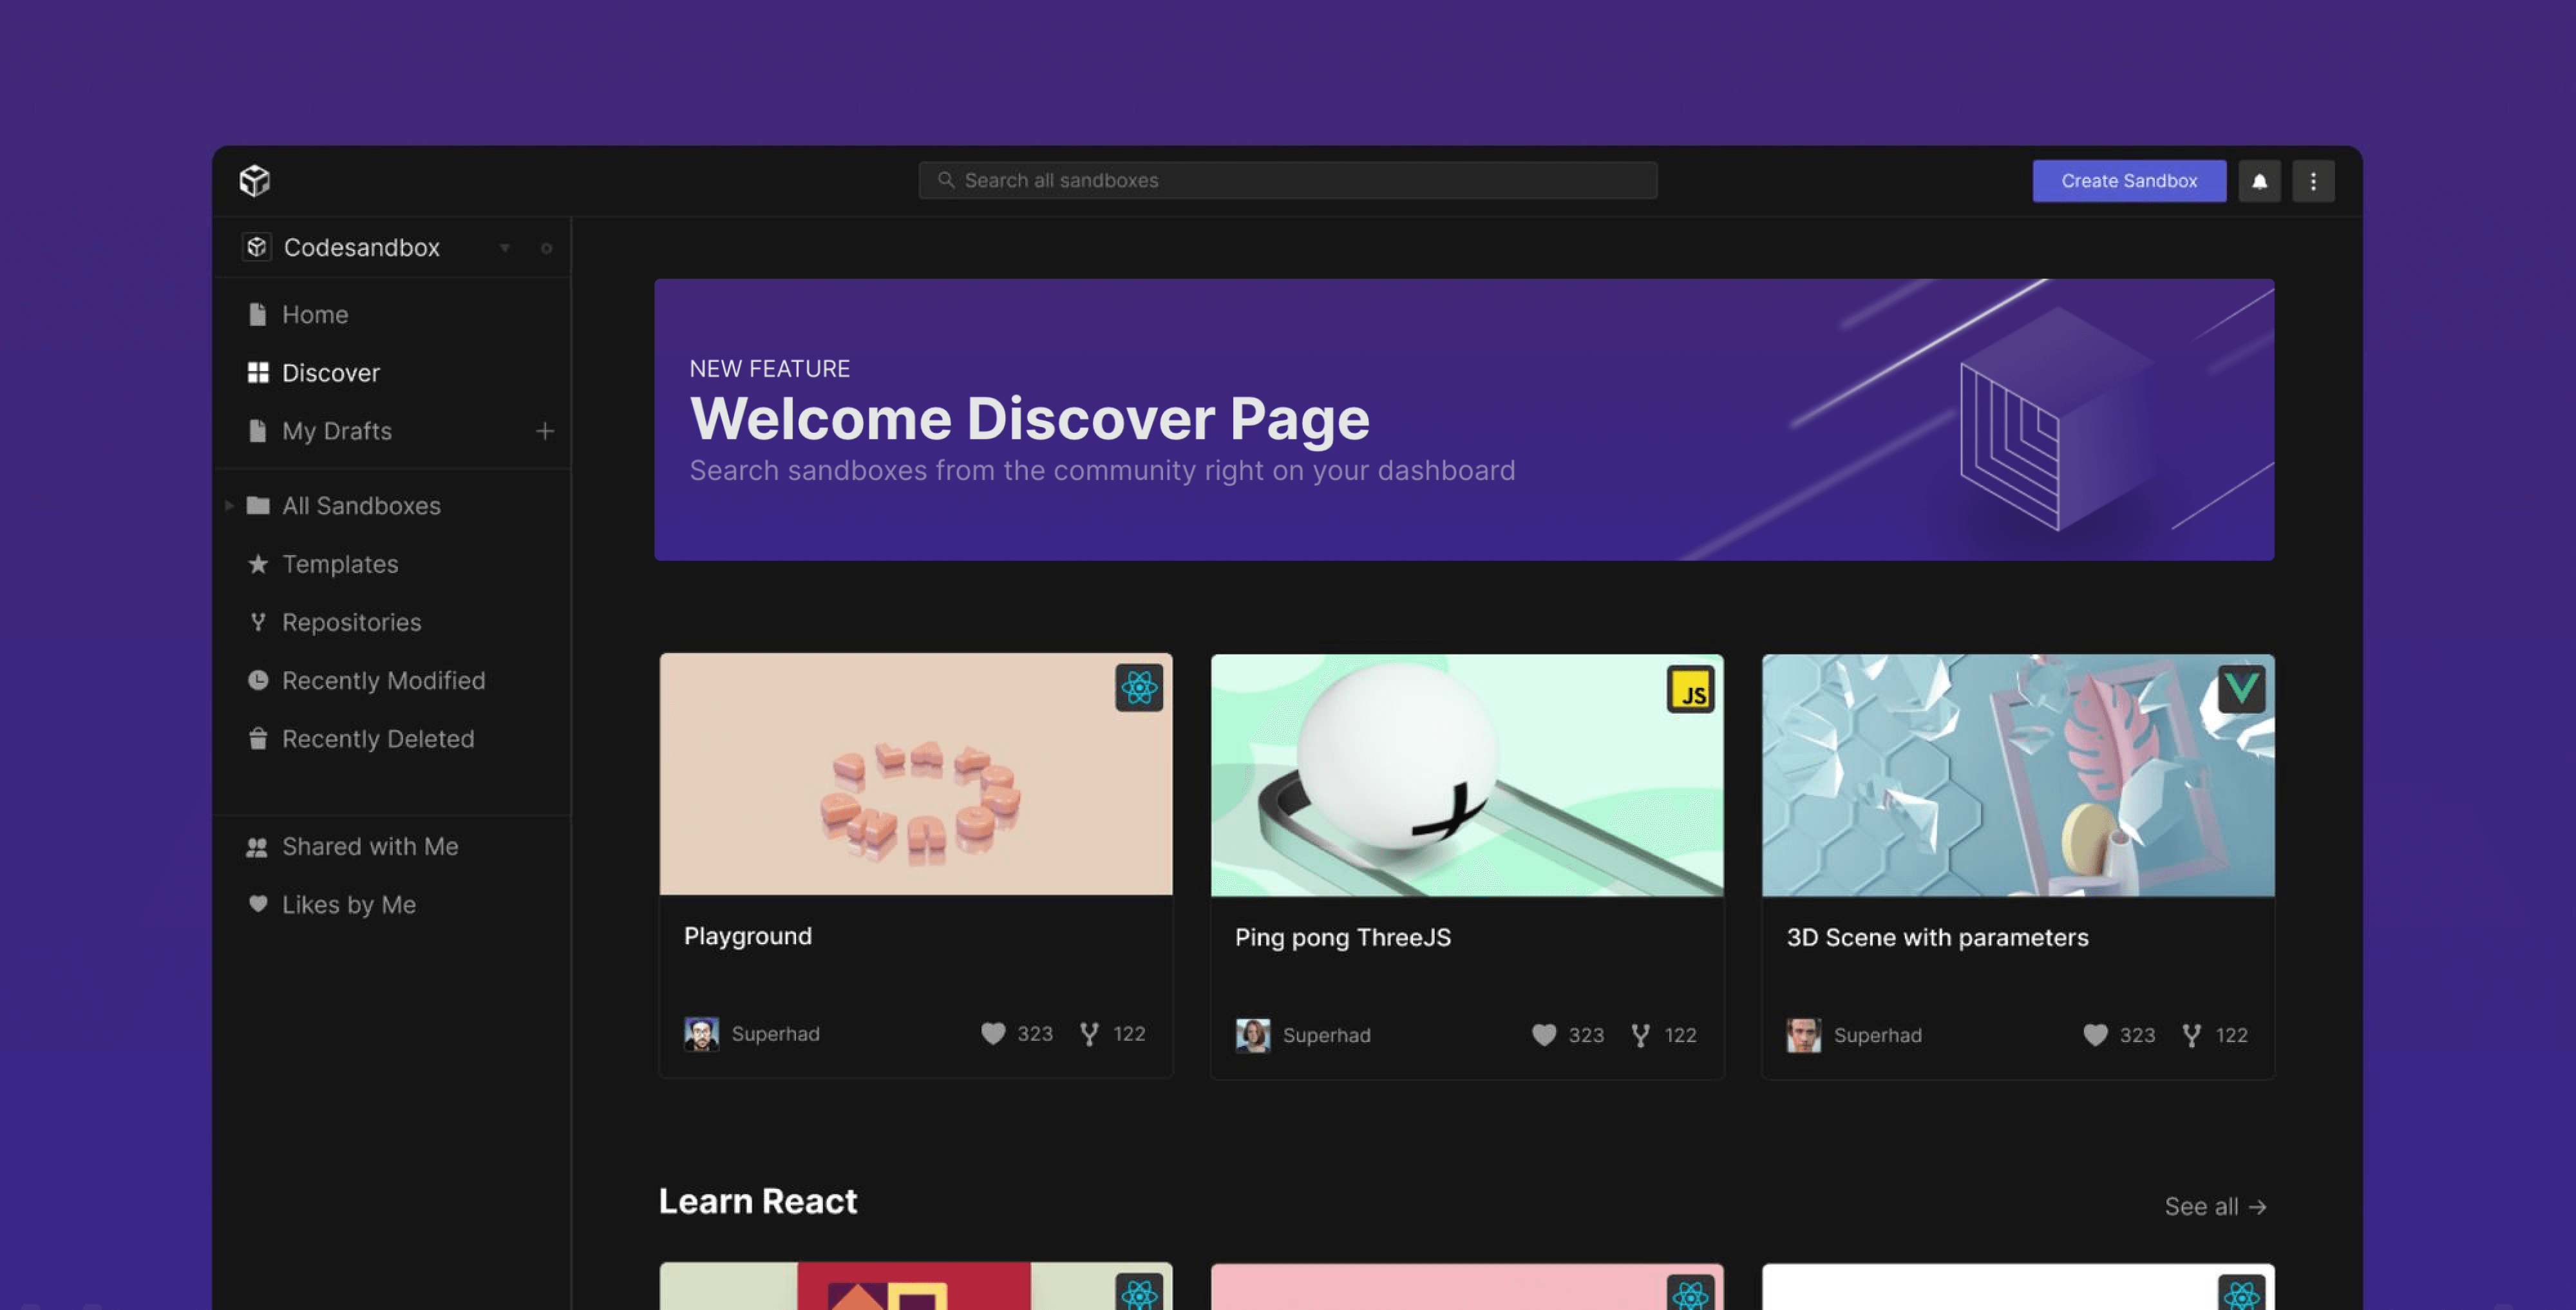 Search all sandboxes
Create Sandbox
Codesandbox
Home
Discover
My Drafts
All Sandboxes
Templates
Repositories
Recently Modified
Recently Deleted
Shared with Me
Likes by Me
NEW FEATURE
Welcome Discover Page
Search sandboxes from the community right on your dashboard
PLAYGROUND
Playground
Superhad 323 122
JS
Ping pong ThreeJS
Superhad 323 122
3D Scene with parameters
Superhad 323 122
Learn React
See all →